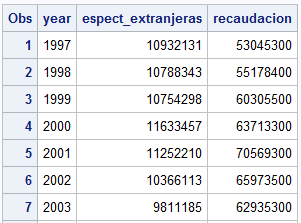 Obs year espect_extranjeras recaudacion
1 1997 10932131 53045300
2 1998 10788343 55178400
3 1999 10754298 60305500
4 2000 11633457 63713300
5 2001 11252210 70569300
6 2002 10366113 65973500
7 2003 9811185 62935300